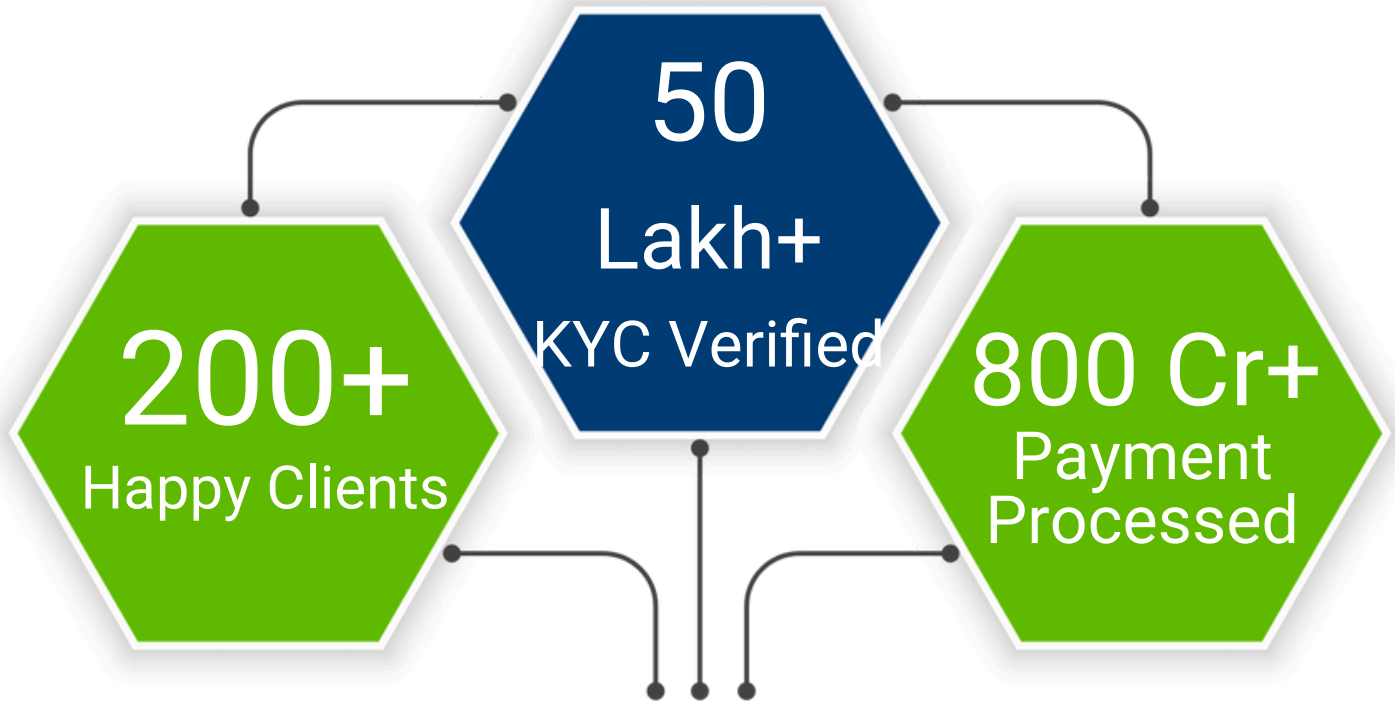 50
Lakh+
KYC Verified
200+
Happy Clients
800 Cr+
Payment
Processed